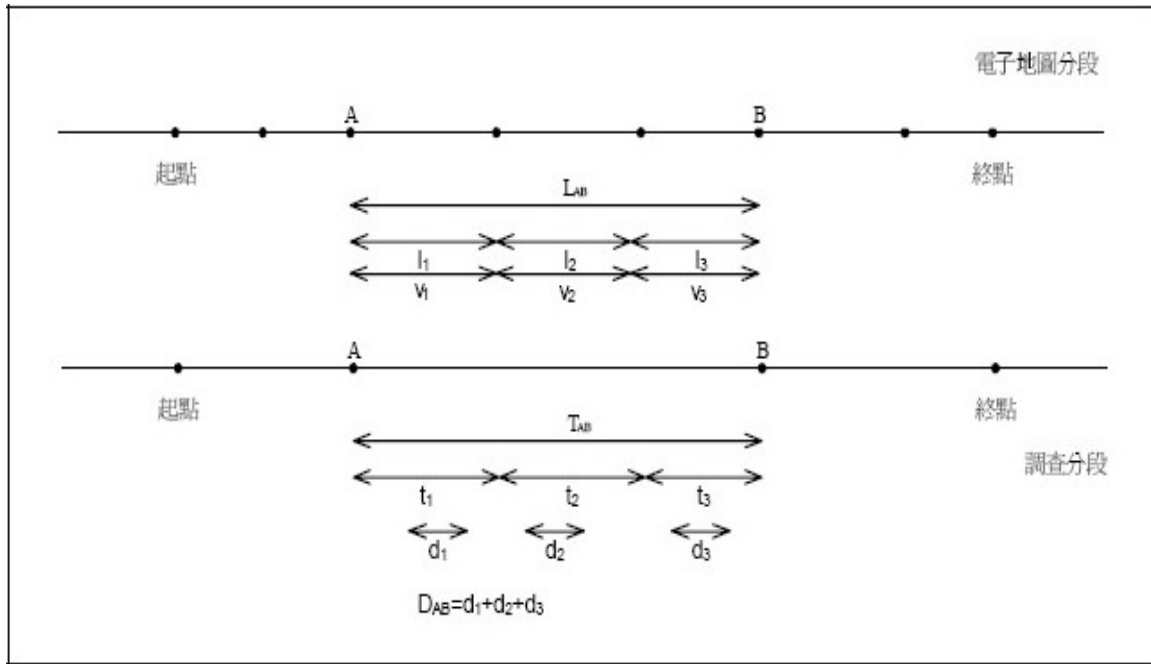 電子地圖分段
A B
起點 終點
LAB
l₁ l₂ l₃
v₁ v₂ v₃
A B
起點 終點
TAB
調查分段
t₁ t₂ t₃
d₁ d₂ d₃
DAB=d₁+d₂+d₃